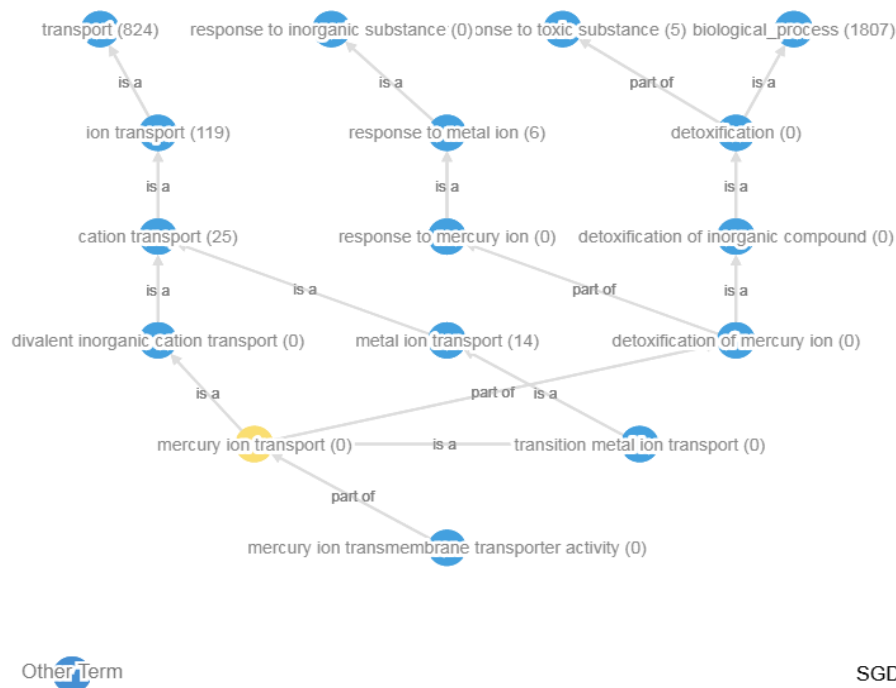 transport (824)
response to inorganic substance (0)
onse to toxic substance (5)
biological_process (1807)
is a
is a
part of
is a
ion transport (119)
response to metal ion (6)
detoxification (0)
is a
is a
is a
cation transport (25)
response to mercury ion (0)
detoxification of inorganic compound (0)
is a
is a
part of
is a
divalent inorganic cation transport (0)
metal ion transport (14)
detoxification of mercury ion (0)
is a
part of
is a
mercury ion transport (0)
is a
transition metal ion transport (0)
part of
mercury ion transmembrane transporter activity (0)
Other Term
SGD